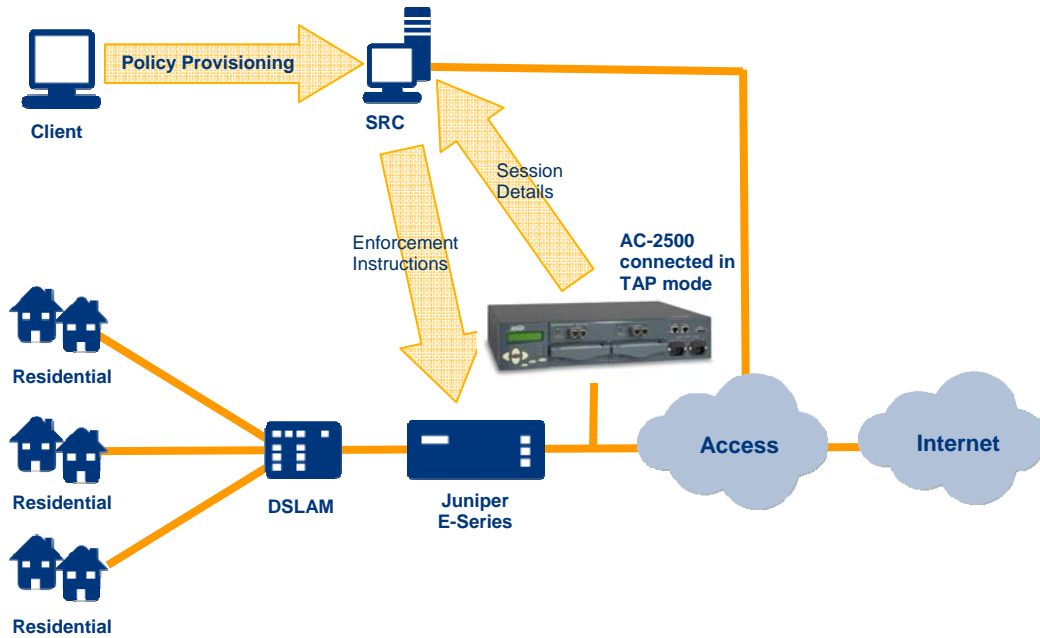 Policy Provisioning
Client
SRC
Session
Details
Enforcement
Instructions
AC-2500
connected in
TAP mode
Residential
Access
Internet
Residential
DSLAM
Juniper
E-Series
Residential